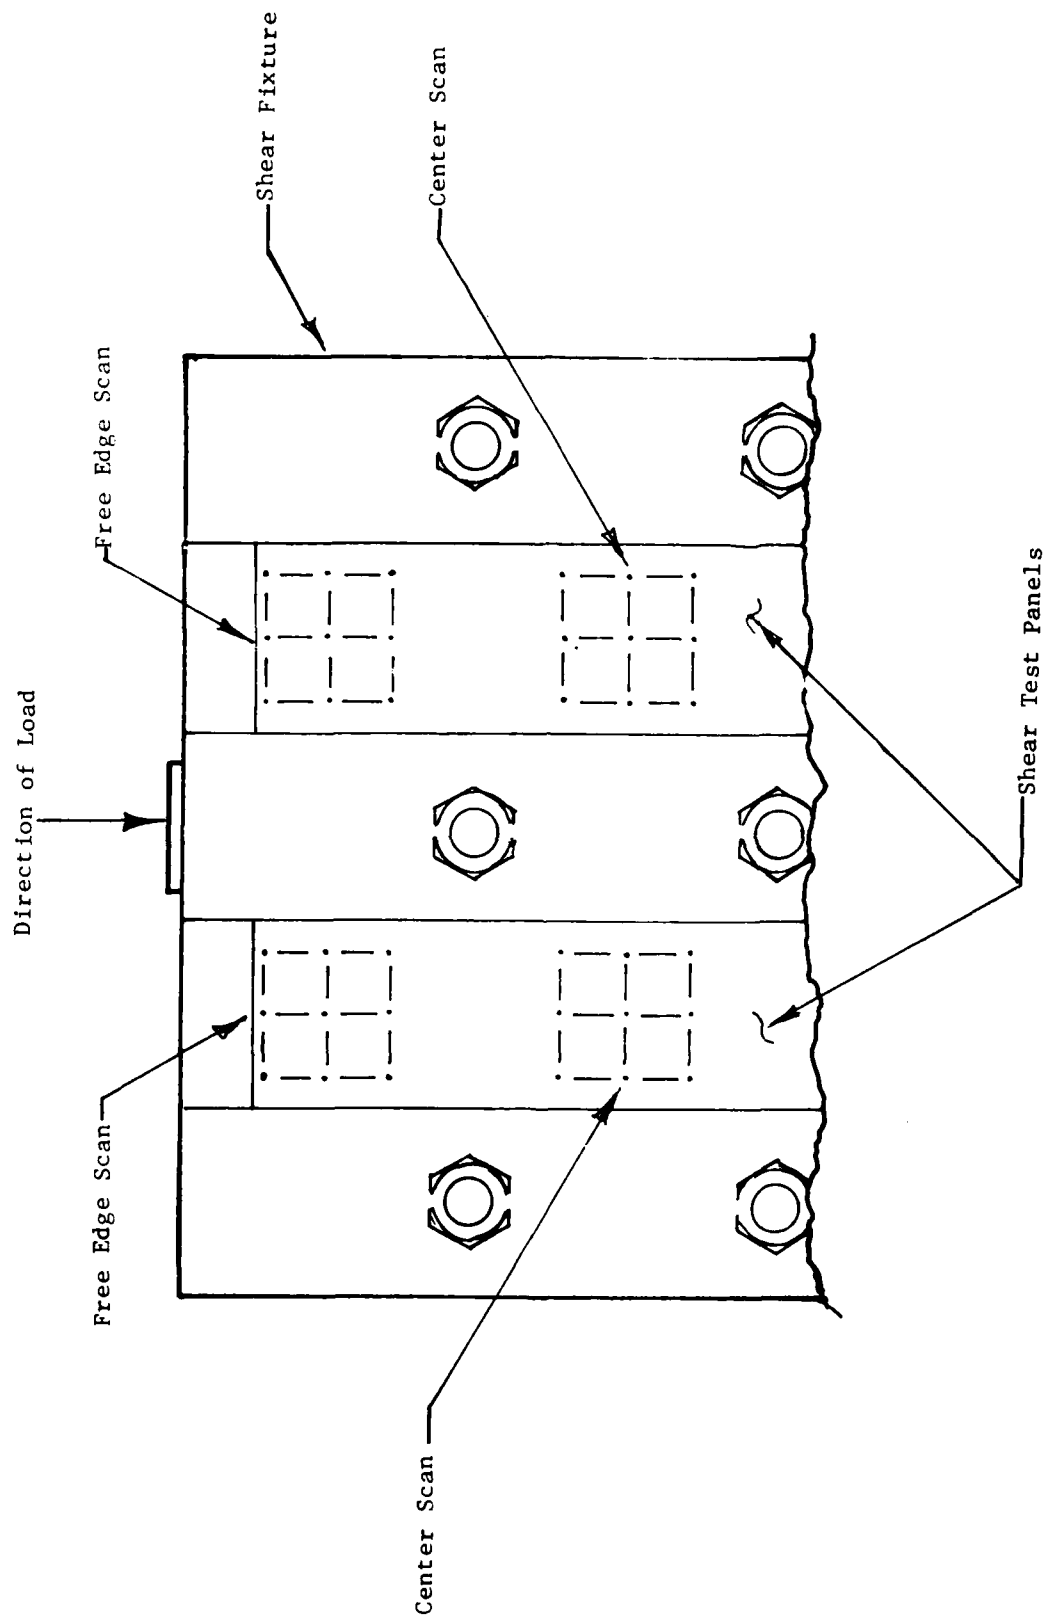 Direction of Load
Free Edge Scan
Free Edge Scan
Shear Fixture
Center Scan
Center Scan
Shear Test Panels